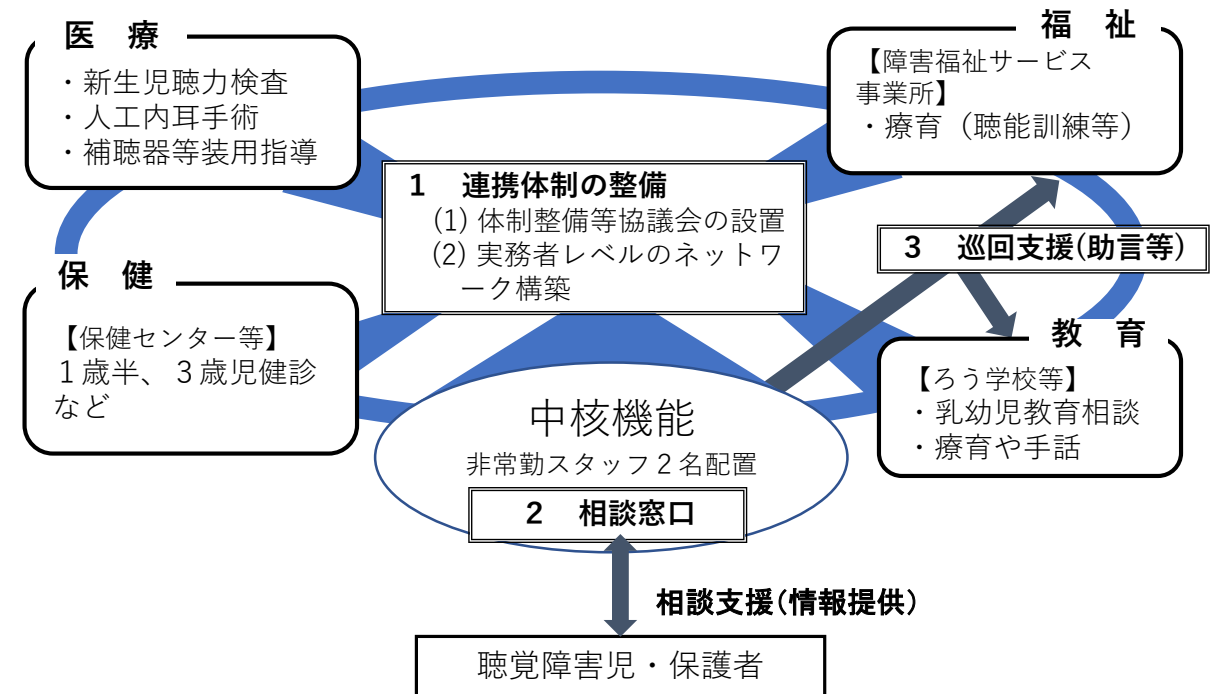 医　療
・新生児聴力検査
・人工内耳手術
・補聴器等装用指導
福　祉
【障害福祉サービス
事業所】
・療育（聴能訓練等）
1　連携体制の整備
(1) 体制整備等協議会の設置
(2) 実務者レベルのネットワ
ーク構築
3　巡回支援(助言等)
保　健
【保健センター等】
１歳半、３歳児健診
など
教　育
【ろう学校等】
・乳幼児教育相談
・療育や手話
中核機能
非常勤スタッフ２名配置
2　相談窓口
相談支援（情報提供）
聴覚障害児・保護者